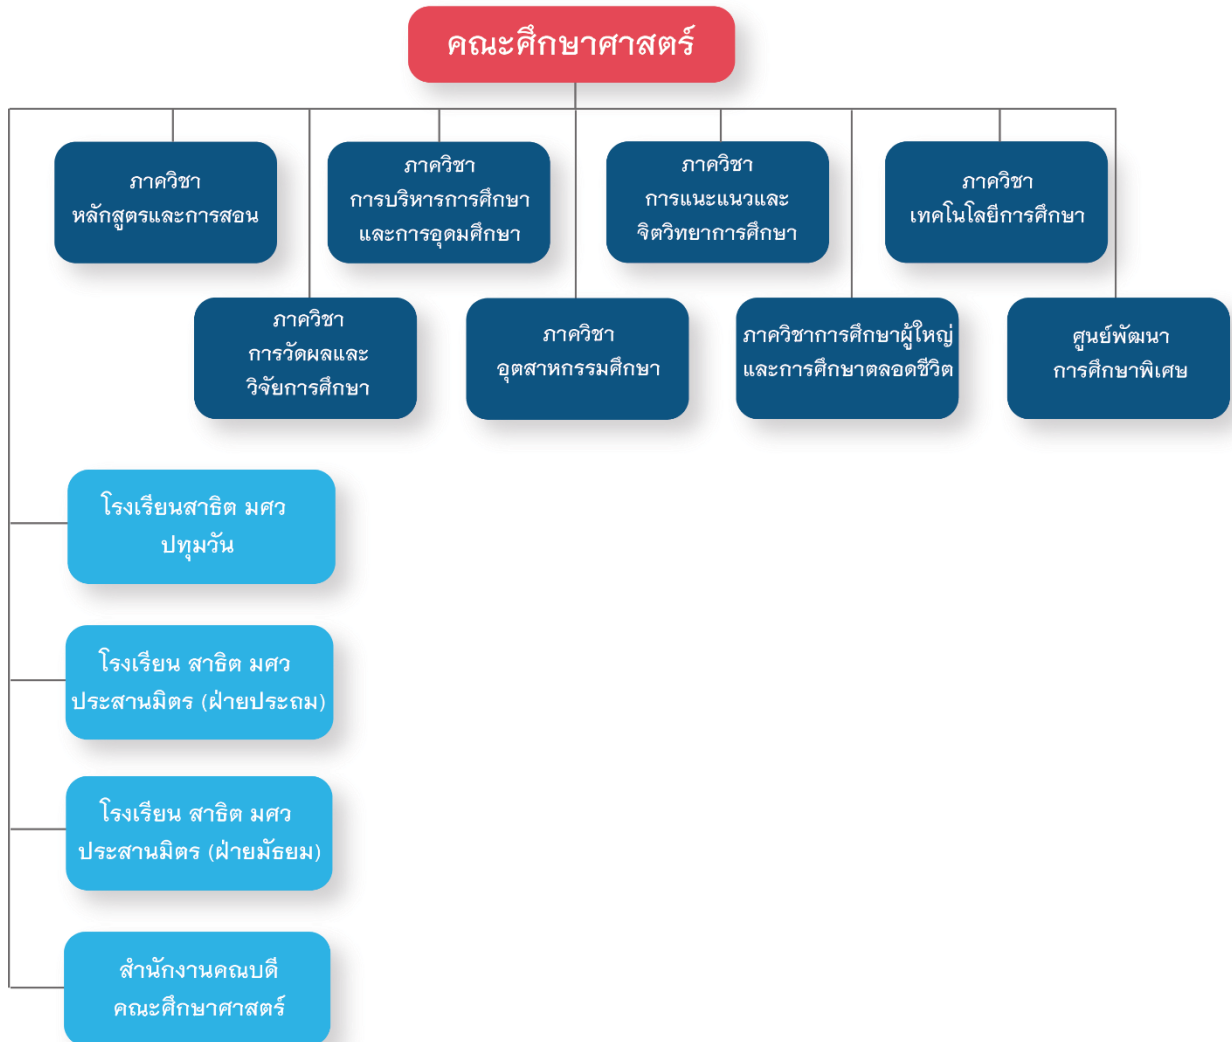 คณะศึกษาศาสตร์
ภาควิชา
หลักสูตรและการสอน
ภาควิชา
การบริหารการศึกษา
และการอุดมศึกษา
ภาควิชา
การแนะแนวและ
จิตวิทยาการศึกษา
ภาควิชา
เทคโนโลยีการศึกษา
ภาควิชา
การวัดผลและ
วิจัยการศึกษา
ภาควิชา
อุตสาหกรรมศึกษา
ภาควิชาการศึกษาผู้ใหญ่
และการศึกษาตลอดชีวิต
ศูนย์พัฒนา
การศึกษาพิเศษ
โรงเรียนสาธิต มศว
ปทุมวัน
โรงเรียน สาธิต มศว
ประสานมิตร (ฝ่ายประถม)
โรงเรียน สาธิต มศว
ประสานมิตร (ฝ่ายมัธยม)
สำนักงานคณบดี
คณะศึกษาศาสตร์